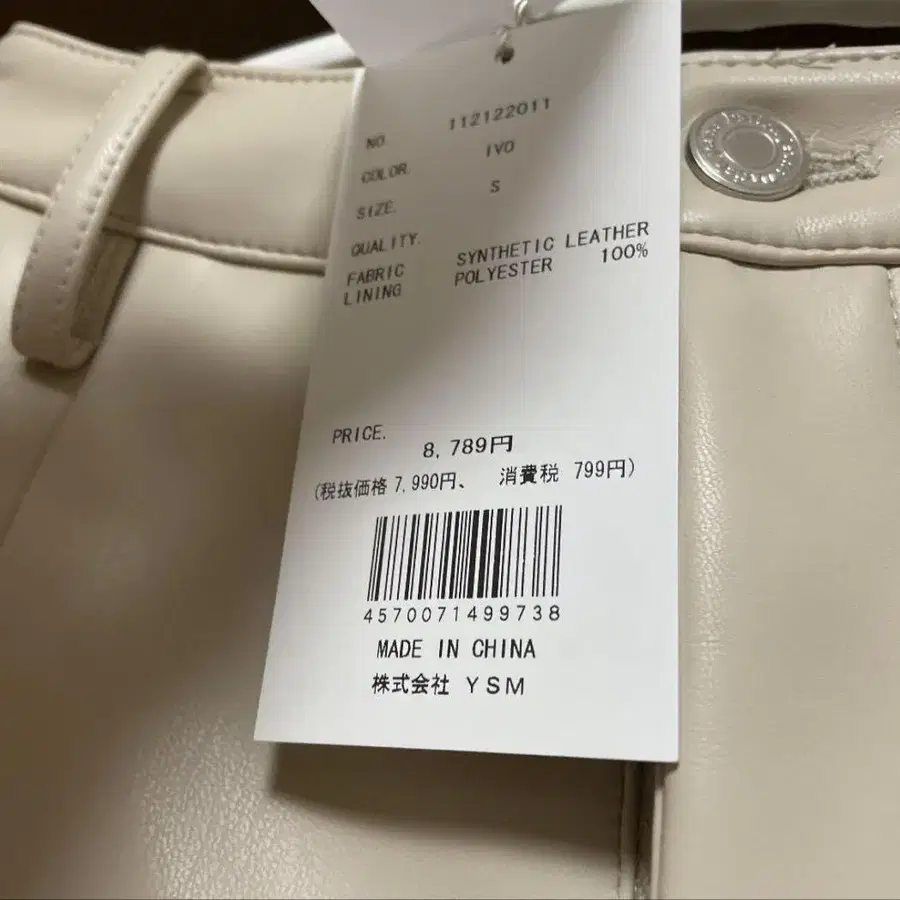 NO. 112122011
COLOR. IVO
SIZE. S
QUALITY.
FABRIC SYNTHETIC LEATHER
LINING POLYESTER 100%
PRICE. 8,789円
(税抜価格 7,990円、 消費税 799円)
4570071499738
MADE IN CHINA
株式会社 YSM